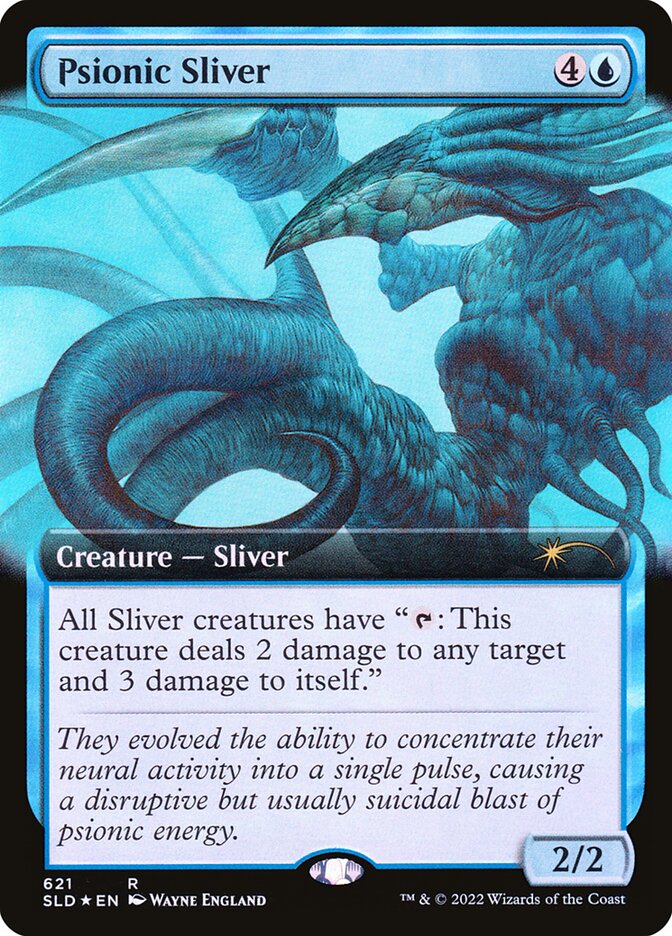 Psionic Sliver 4
Creature — Sliver
All Sliver creatures have “ : This
creature deals 2 damage to any target
and 3 damage to itself.”
They evolved the ability to concentrate their
neural activity into a single pulse, causing
a disruptive but usually suicidal blast of
psionic energy.
2/2
621 R
SLD ★ EN Wayne England
™ & © 2022 Wizards of the Coast